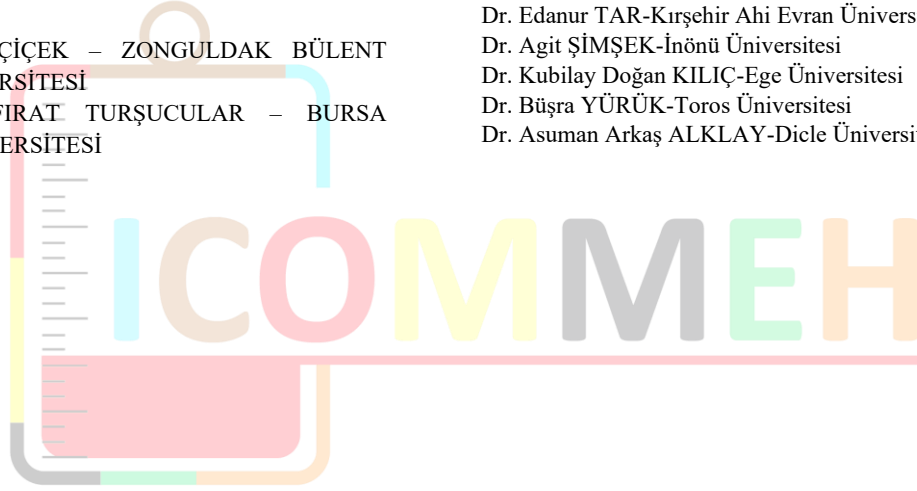 ÇİÇEK – ZONGULDAK BÜLENT
RSİTESİ
FIRAT TURŞUCULAR – BURSA
ERSİTESİ
Dr. Edanur TAR-Kırşehir Ahi Evran Ünivers
Dr. Agit ŞİMŞEK-İnönü Üniversitesi
Dr. Kubilay Doğan KILIÇ-Ege Üniversitesi
Dr. Büşra YÜRÜK-Toros Üniversitesi
Dr. Asuman Arkaş ALKLAY-Dicle Üniversi
ICOMMEH